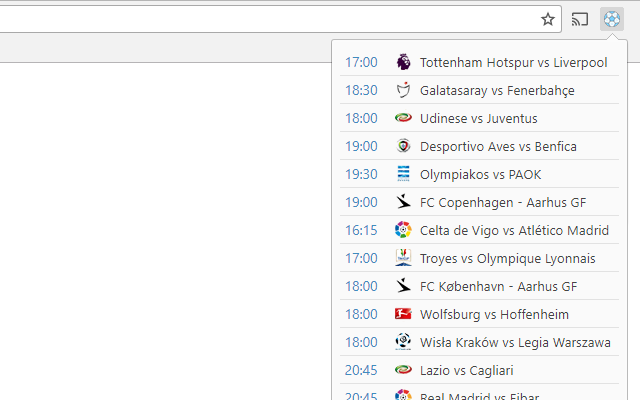 17:00 Tottenham Hotspur vs Liverpool
18:30 Galatasaray vs Fenerbahçe
18:00 Udinese vs Juventus
19:00 Desportivo Aves vs Benfica
19:30 Olympiakos vs PAOK
19:00 FC Copenhagen - Aarhus GF
16:15 Celta de Vigo vs Atlético Madrid
17:00 Troyes vs Olympique Lyonnais
18:00 FC København - Aarhus GF
18:00 Wolfsburg vs Hoffenheim
18:00 Wisła Kraków vs Legia Warszawa
20:45 Lazio vs Cagliari
20:45 Real Madrid vs Eibar